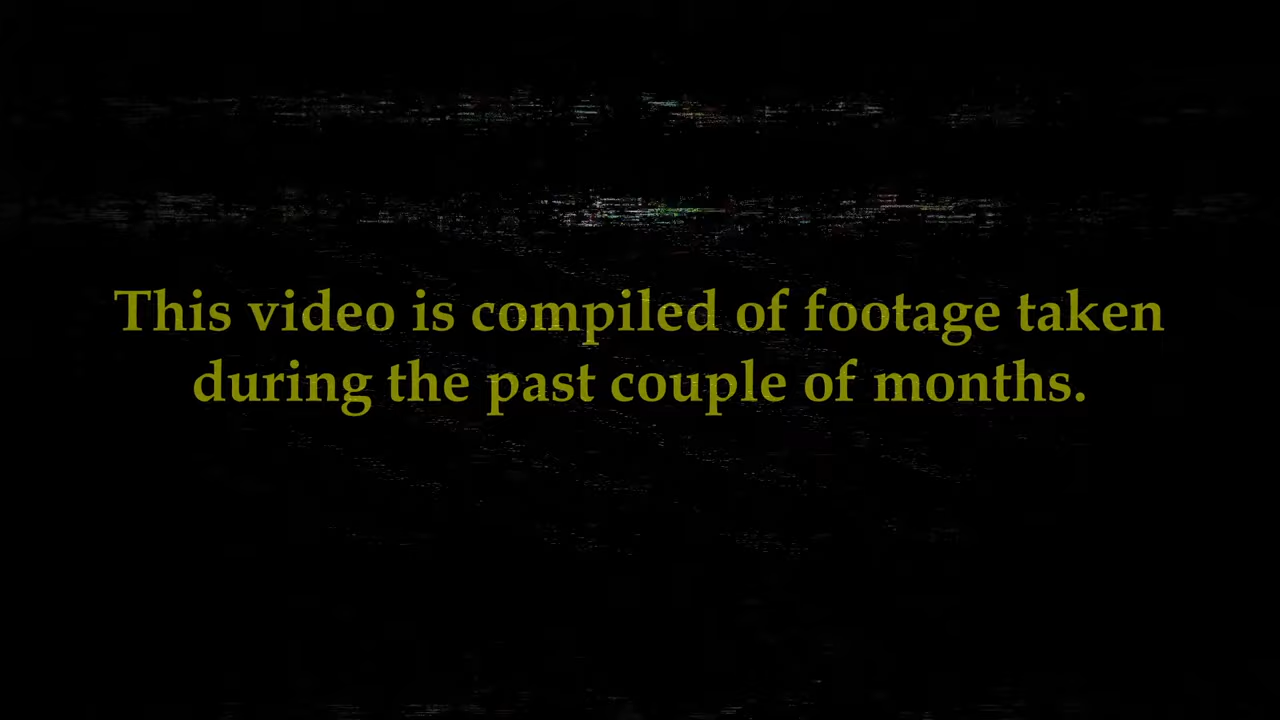 This video is compiled of footage taken
during the past couple of months.